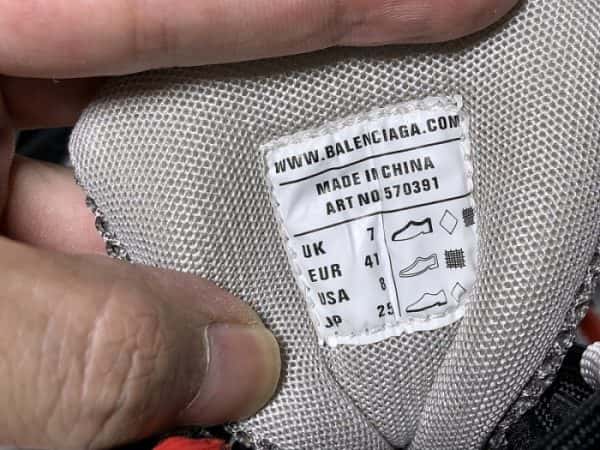 WWW.BALENCIAGA.COM
MADE IN CHINA
ART NO 570391
UK 7
EUR 41
USA 8
JP 25